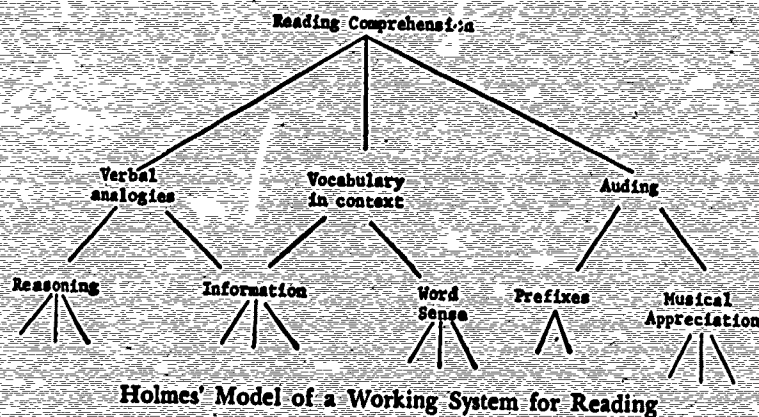 Reading Comprehension
Verbal
analogies
Vocabulary
in context
Auding
Reasoning
Information
Word
Sense
Prefixes
Musical
Appreciation
Holmes' Model of a Working System for Reading